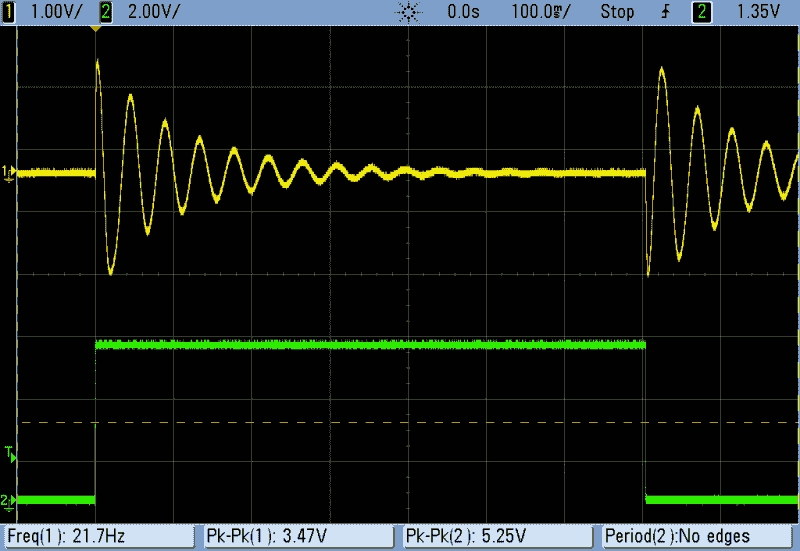 1 1.00V/ 2 2.00V/ 0.0s 100.0ms/ Stop 2 1.35V
1
T
2
Freq(1): 21.7Hz Pk-Pk(1): 3.47V Pk-Pk(2): 5.25V Period(2):No edges